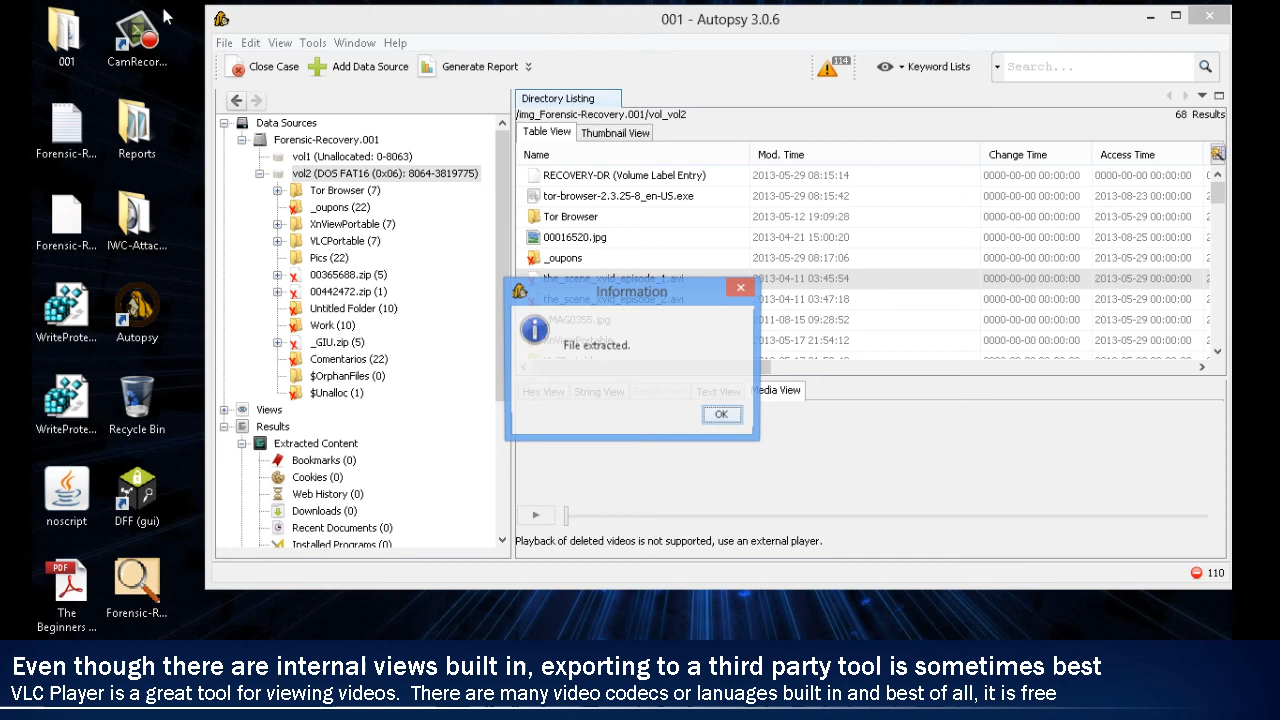 001 - Autopsy 3.0.6
File Edit View Tools Window Help
Close Case Add Data Source Generate Report 114 Keyword Lists Search...
001
CamRecor...
Forensic-R...
Reports
Forensic-R...
IWC-Attac...
WriteProte...
Autopsy
WriteProte...
Recycle Bin
noscript
DFF (gui)
PDF
The Beginners ...
Forensic-R...
Data Sources
Forensic-Recovery.001
vol1 (Unallocated: 0-8063)
vol2 (DOS FAT16 (0x06): 8064-3819775)
Tor Browser (7)
_oupons (22)
XnViewPortable (7)
VLCPortable (7)
Pics (22)
00365688.zip (5)
00442472.zip (1)
Untitled Folder (10)
Work (10)
_GIU.zip (5)
Comentarios (22)
$OrphanFiles (0)
$Unalloc (1)
Views
Results
Extracted Content
Bookmarks (0)
Cookies (0)
Web History (0)
Downloads (0)
Recent Documents (0)
Installed Programs (0)
Directory Listing
/img_Forensic-Recovery.001/vol_vol2 68 Results
Table View Thumbnail View
Name Mod. Time Change Time Access Time
RECOVERY-DR (Volume Label Entry) 2013-05-29 08:15:14 0000-00-00 00:00:00 0000-00-00 00:00:00
tor-browser-2.3.25-8_en-US.exe 2013-05-29 08:15:42 0000-00-00 00:00:00 2013-08-23 00:00:00
Tor Browser 2013-05-12 19:09:28 0000-00-00 00:00:00 2013-05-29 00:00:00
00016520.jpg 2013-04-21 15:00:20 0000-00-00 00:00:00 2013-08-25 00:00:00
_oupons 2013-05-29 08:17:06 0000-00-00 00:00:00 2013-05-29 00:00:00
the_scene_xvid_episode_1.avi 2013-04-11 03:45:54 0000-00-00 00:00:00 2013-05-29 00:00:00
the_scene_xvid_episode_2.avi 2013-04-11 03:47:18 0000-00-00 00:00:00 2013-05-29 00:00:00
MAG0355.jpg 2011-08-15 09:28:52 0000-00-00 00:00:00 2013-05-29 00:00:00
2013-05-17 21:54:12 0000-00-00 00:00:00 2013-05-29 00:00:00
Information
File extracted.
OK
Hex View String View Text View Media View
Playback of deleted videos is not supported, use an external player.
110
Even though there are internal views built in, exporting to a third party tool is sometimes best
VLC Player is a great tool for viewing videos. There are many video codecs or lanuages built in and best of all, it is free